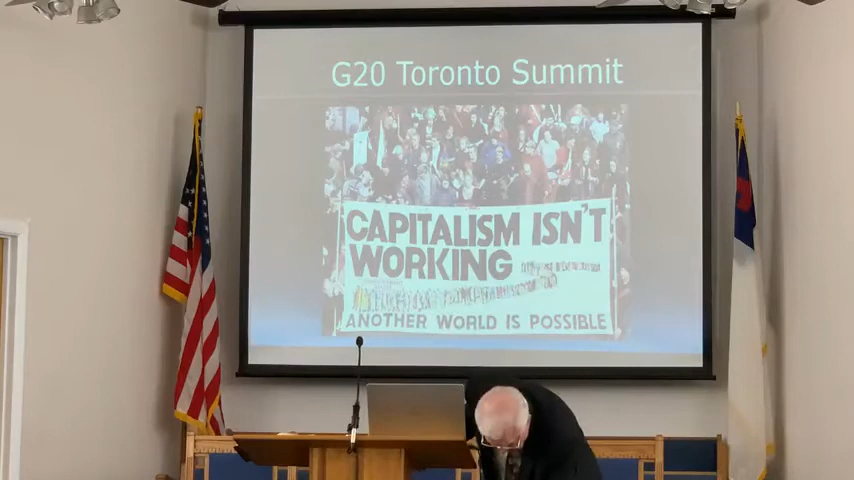 G20 Toronto Summit
CAPITALISM ISN'T
WORKING
ANOTHER WORLD IS POSSIBLE